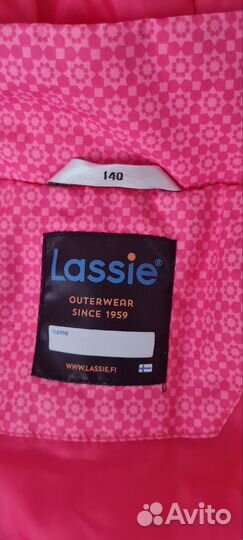 140
Lassie®
OUTERWEAR
SINCE 1959
name
WWW.LASSIE.FI
Avito